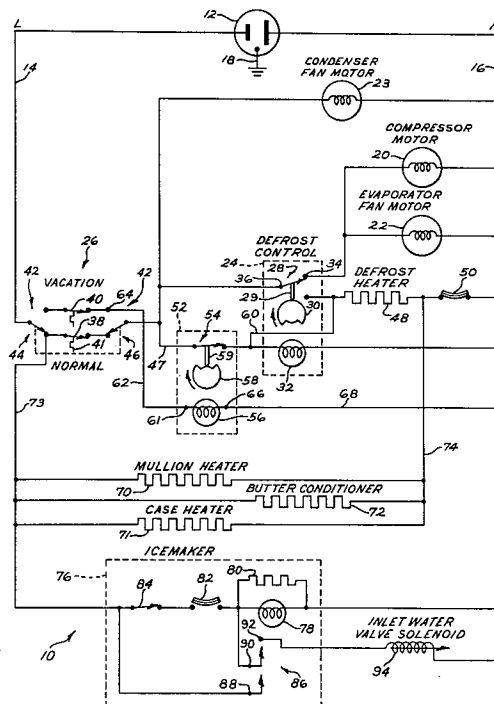 L
12
18
14
16
CONDENSER
FAN MOTOR
23
COMPRESSOR
MOTOR
20
EVAPORATOR
FAN MOTOR
22
26
DEFROST
CONTROL
24
28
34
36
29
30
DEFROST
HEATER
48
50
42
VACATION
40
64
42
38
41
44
NORMAL
46
52
54
60
59
47
58
32
62
66
61
56
68
73
74
MULLION HEATER
70
BUTTER CONDITIONER
72
CASE HEATER
71
ICEMAKER
76
84
82
80
78
92
90
88
86
INLET WATER
VALVE SOLENOID
94
10